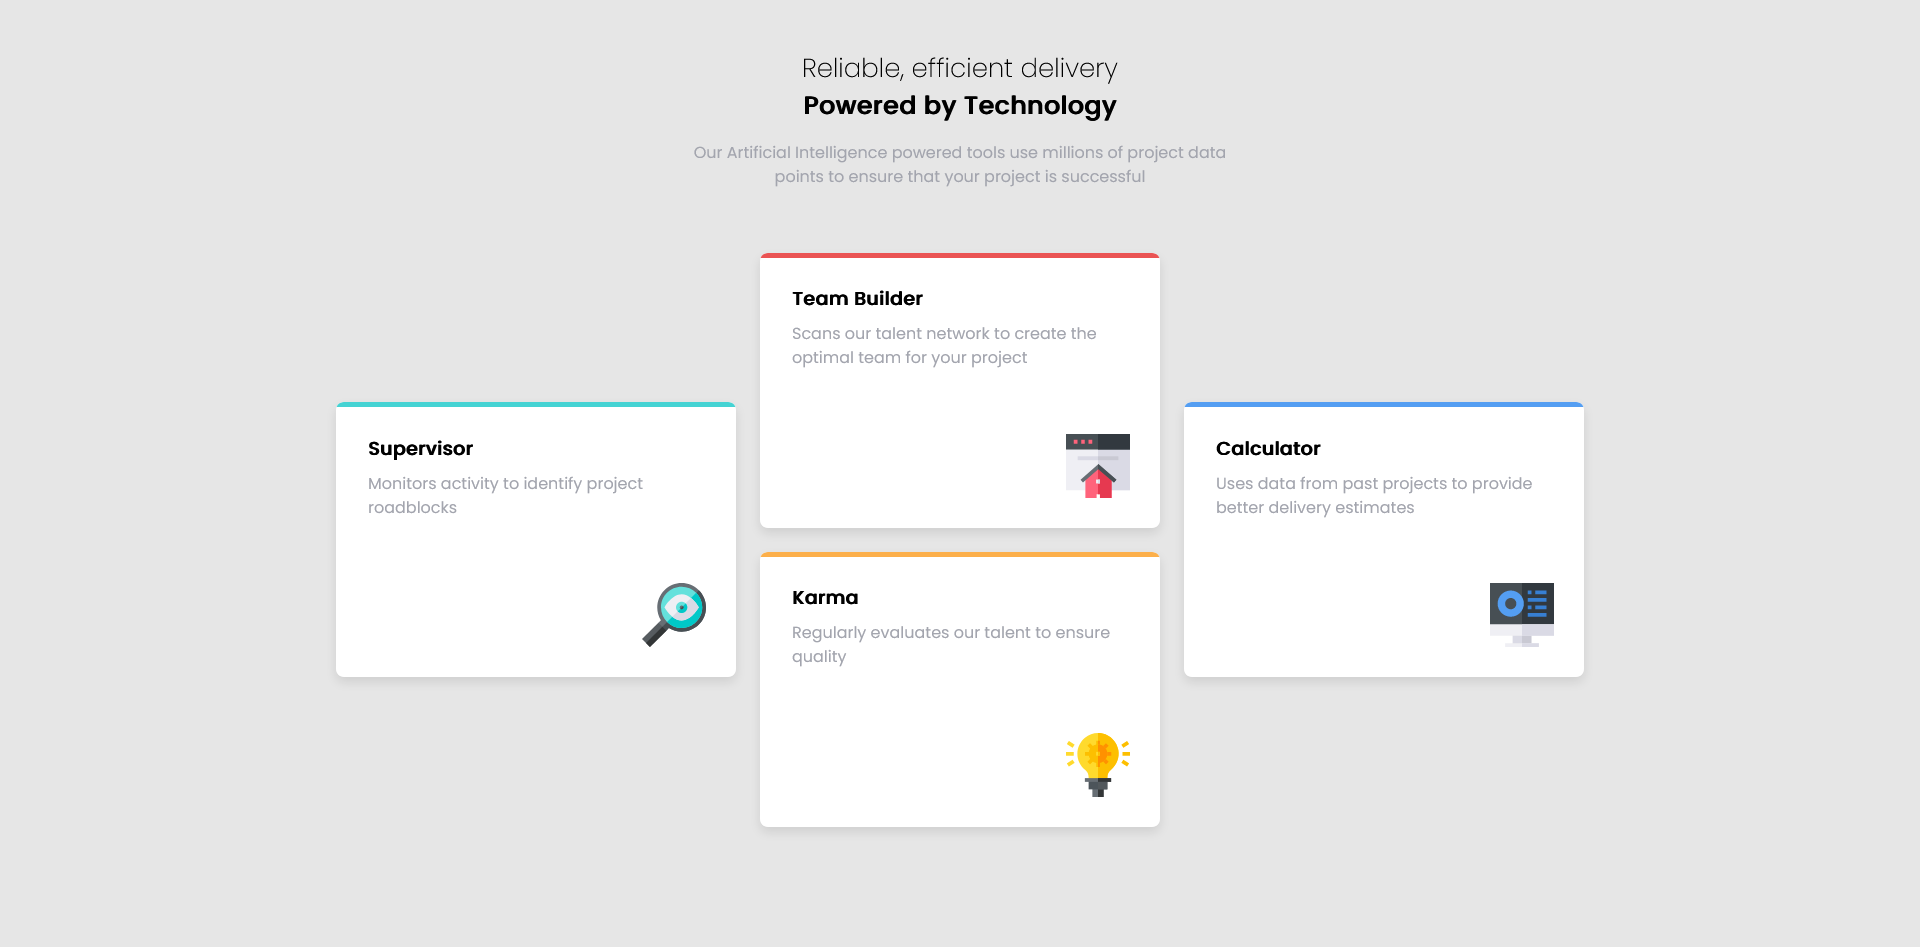 Reliable, efficient delivery
Powered by Technology
Our Artificial Intelligence powered tools use millions of project data
points to ensure that your project is successful
Team Builder
Scans our talent network to create the
optimal team for your project
Supervisor
Monitors activity to identify project
roadblocks
Calculator
Uses data from past projects to provide
better delivery estimates
Karma
Regularly evaluates our talent to ensure
quality